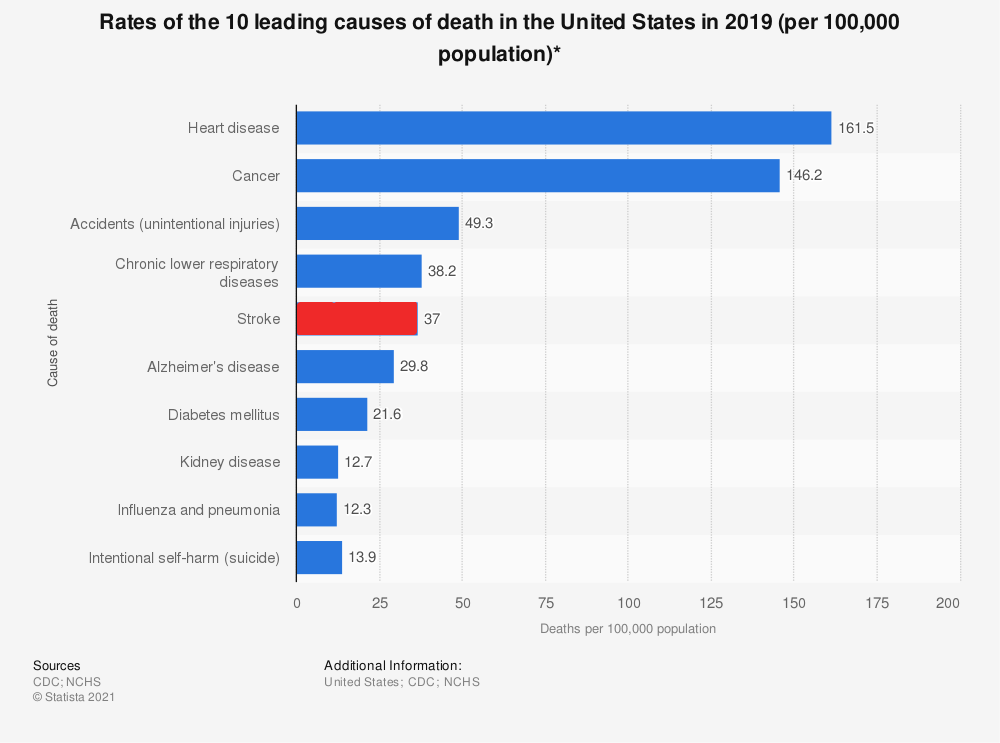 Rates of the 10 leading causes of death in the United States in 2019 (per 100,000
population)*
Heart disease 161.5
Cancer 146.2
Accidents (unintentional injuries) 49.3
Chronic lower respiratory
diseases 38.2
Stroke 37
Alzheimer's disease 29.8
Diabetes mellitus 21.6
Kidney disease 12.7
Influenza and pneumonia 12.3
Intentional self-harm (suicide) 13.9
Cause of death
0 25 50 75 100 125 150 175 200
Deaths per 100,000 population
Sources
CDC; NCHS
© Statista 2021
Additional Information:
United States; CDC; NCHS